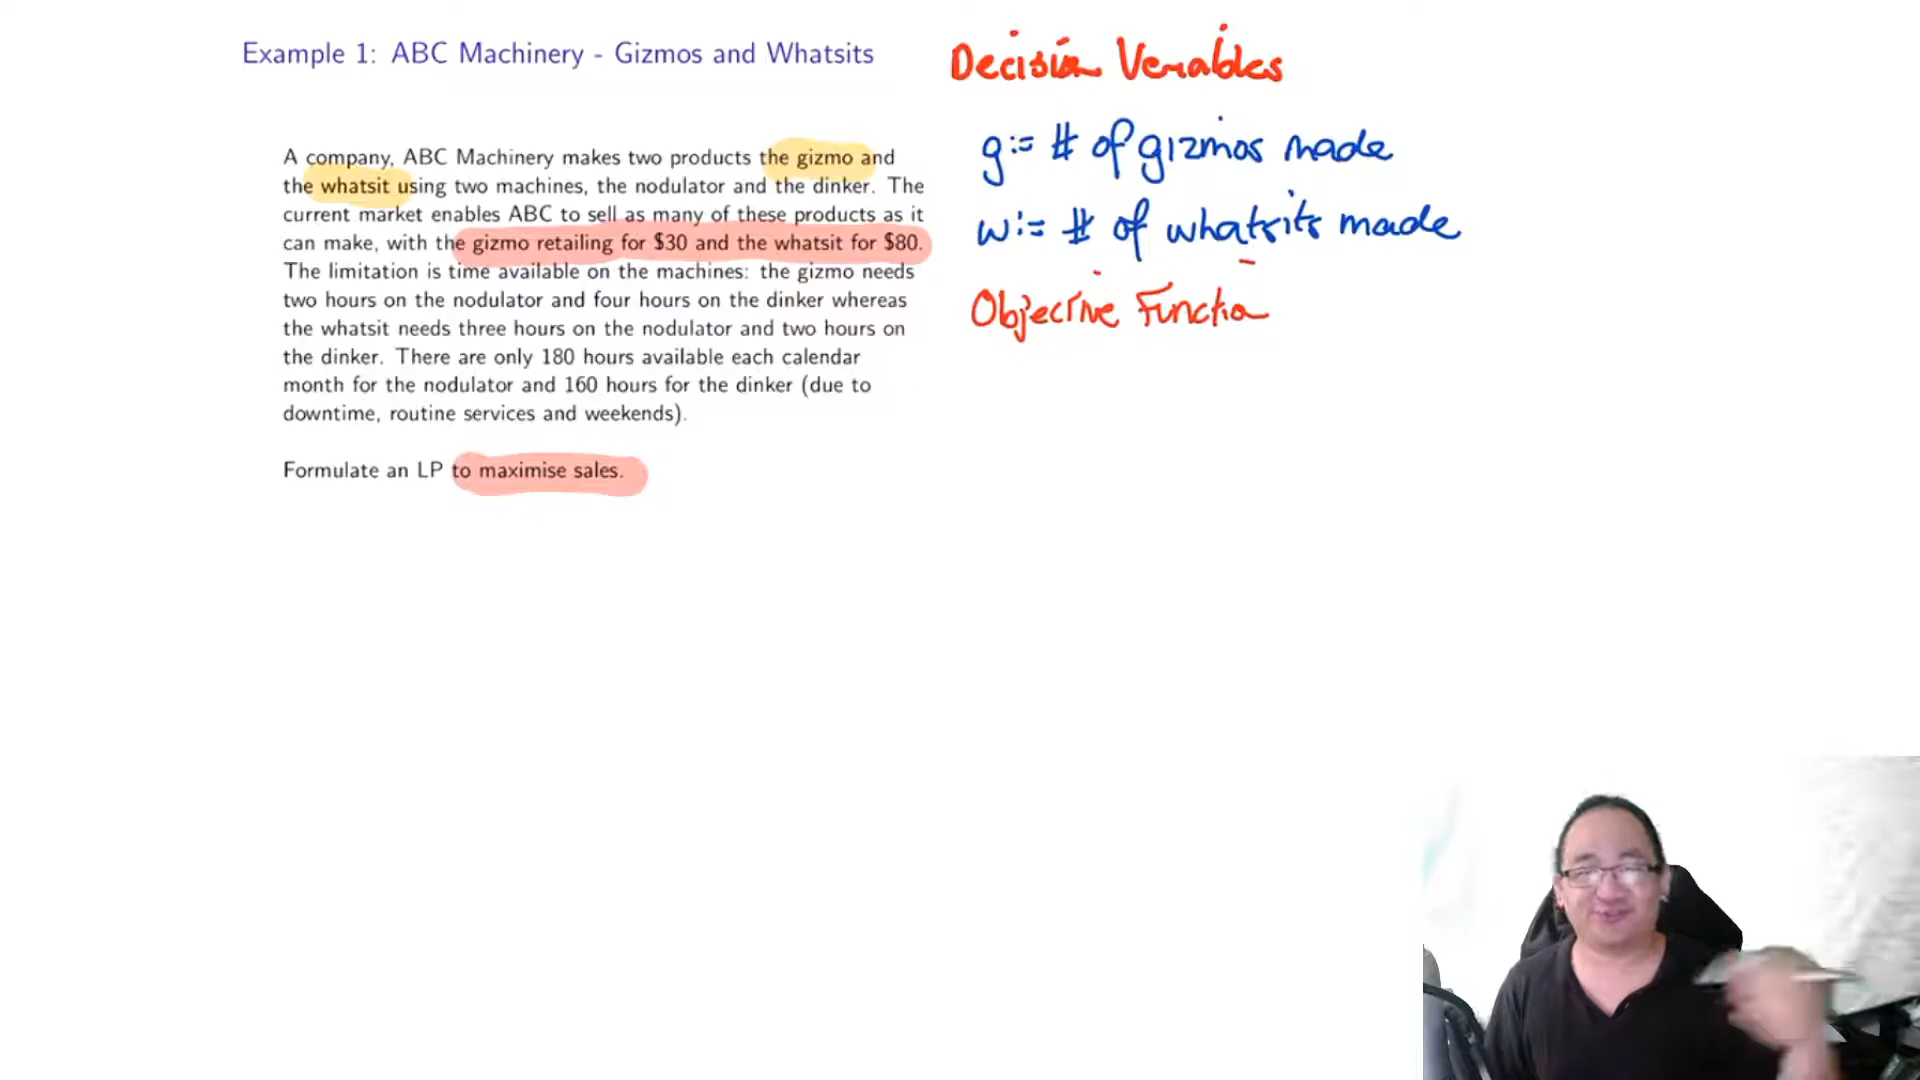 Example 1: ABC Machinery - Gizmos and Whatsits
A company, ABC Machinery makes two products the gizmo and
the whatsit using two machines, the nodulator and the dinker. The
current market enables ABC to sell as many of these products as it
can make, with the gizmo retailing for $30 and the whatsit for $80.
The limitation is time available on the machines: the gizmo needs
two hours on the nodulator and four hours on the dinker whereas
the whatsit needs three hours on the nodulator and two hours on
the dinker. There are only 180 hours available each calendar
month for the nodulator and 160 hours for the dinker (due to
downtime, routine services and weekends).
Formulate an LP to maximise sales.
Decision Variables
g:= # of gizmos made
w:= # of whatsits made
Objective Function